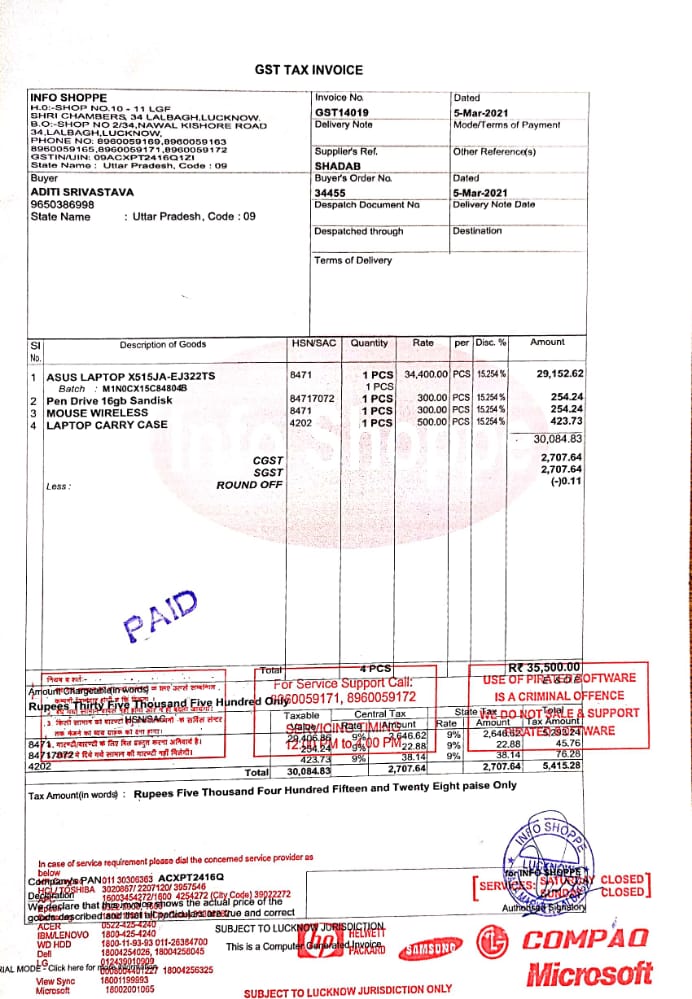 GST TAX INVOICE
INFO SHOPPE
H.O:-SHOP NO.10 - 11 LGF
SHRI CHAMBERS, 34 LALBAGH,LUCKNOW.
B.O:-SHOP NO 2/34,NAWAL KISHORE ROAD
34,LALBAGH,LUCKNOW,
PHONE NO: 8960059169,8960059163
8960059165,8960059171,8960059172
GSTIN/UIN: 09ACXPT2416Q1ZI
State Name : Uttar Pradesh, Code : 09
Invoice No. Dated
GST14019 5-Mar-2021
Delivery Note Mode/Terms of Payment
Supplier's Ref. Other Reference(s)
SHADAB
Buyer
ADITI SRIVASTAVA
9650386998
State Name : Uttar Pradesh, Code : 09
Buyer's Order No. Dated
34455 5-Mar-2021
Despatch Document No Delivery Note Date
Despatched through Destination
Terms of Delivery
Sl No. Description of Goods HSN/SAC Quantity Rate per Disc. % Amount
1 ASUS LAPTOP X515JA-EJ322TS 8471 1 PCS 34,400.00 PCS 15.254 % 29,152.62
Batch : M1N0CX15C84804B 1 PCS
2 Pen Drive 16gb Sandisk 84717072 1 PCS 300.00 PCS 15.254 % 254.24
3 MOUSE WIRELESS 8471 1 PCS 300.00 PCS 15.254 % 254.24
4 LAPTOP CARRY CASE 4202 1 PCS 500.00 PCS 15.254 % 423.73
30,084.83
CGST 2,707.64
SGST 2,707.64
Less : ROUND OFF (-)0.11
Info Shoppe
PAID
Total 4 PCS R₹ 35,500.00
Amount Chargeable(in words)
Rupees Thirty Five Thousand Five Hundred Only
For Service Support Call:
8960059171, 8960059172
SERVICING TIMING
12:00 PM to 4:00 PM
USE OF PIRATED SOFTWARE
IS A CRIMINAL OFFENCE
WE DO NOT SALE & SUPPORT
PIRATED SOFTWARE
नियम व शर्तें:-
HSN/SAC Taxable Value Central Tax Rate Amount State Tax Rate Amount Total Tax Amount
8471 29,406.86 9% 2,646.62 9% 2,646.62 5,293.24
84717072 254.24 9% 22.88 9% 22.88 45.76
4202 423.73 9% 38.14 9% 38.14 76.28
Total 30,084.83 2,707.64 2,707.64 5,415.28
Tax Amount(in words) : Rupees Five Thousand Four Hundred Fifteen and Twenty Eight paise Only
In case of service requirement please dial the concerned service provider as
below
Company's PAN ACXPT2416Q
Declaration
We declare that this invoice shows the actual price of the
goods described and that all particulars are true and correct
HCL/TOSHIBA 3020887/ 2207120/ 3957546
ACER 0522-425-4240
IBM/LENOVO 1800-425-4240
WD HDD 1800-11-93-93 011-26384700
Dell 18004254026, 18004258045
LG 012439010909
View Sync 18001199993
Microsoft 18002001065
18004256325
RIAL MODE - Click here for more information
INFO SHOPPE
LUCKNOW
for INFO SHOPPE
Authorised Signatory
SERVICES: SATURDAY CLOSED
SUNDAY CLOSED
SUBJECT TO LUCKNOW JURISDICTION
This is a Computer Generated Invoice
hp HEWLETT PACKARD
SAMSUNG
LG
COMPAQ
Microsoft
SUBJECT TO LUCKNOW JURISDICTION ONLY